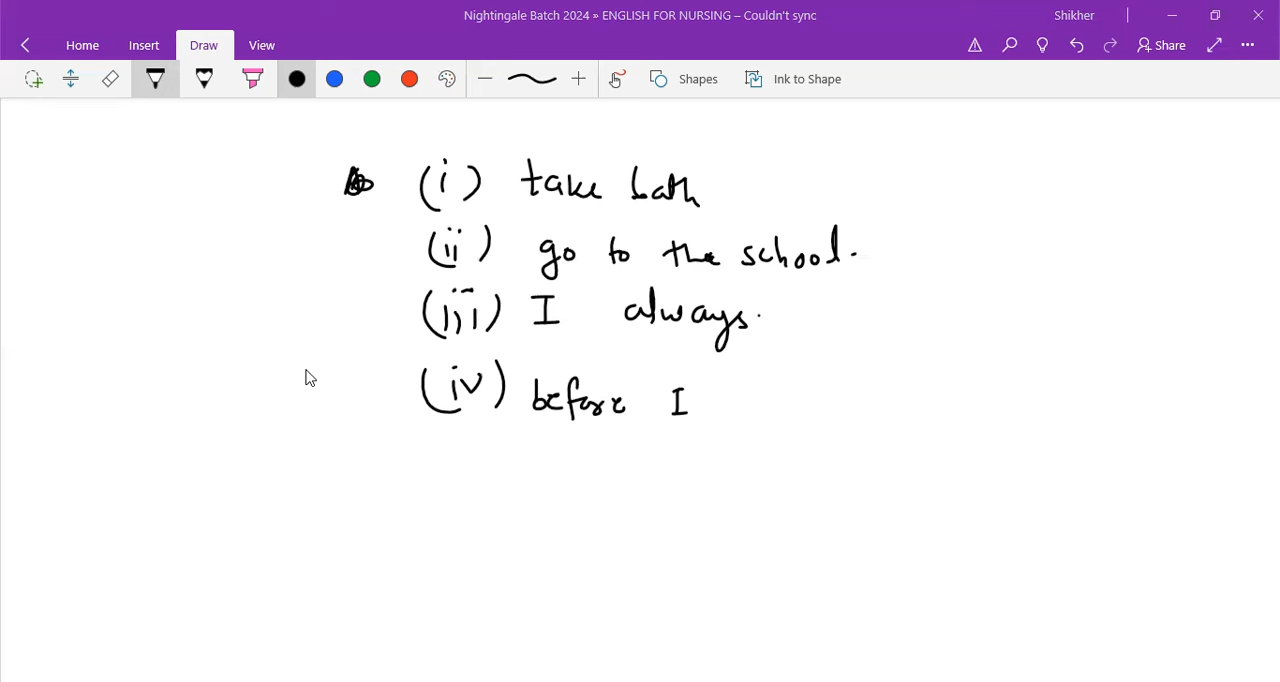 Nightingale Batch 2024 » ENGLISH FOR NURSING – Couldn't sync
Shikher
Home Insert Draw View
Share
Shapes
Ink to Shape
(i) take bath
(ii) go to the school.
(iii) I always.
(iv) before I